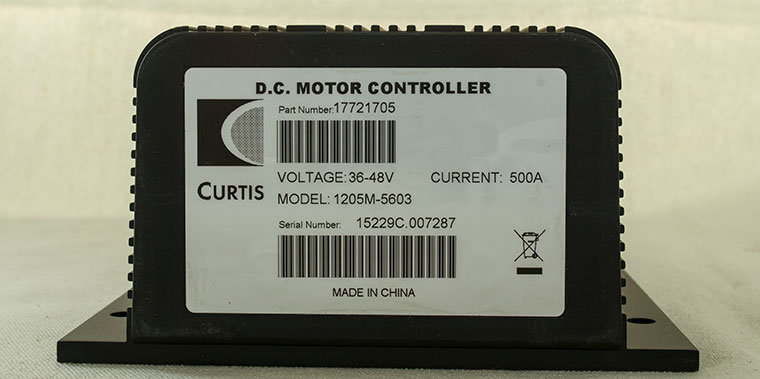 D.C. MOTOR CONTROLLER
Part Number:17721705
CURTIS
VOLTAGE:36-48V CURRENT: 500A
MODEL:1205M-5603
Serial Number: 15229C.007287
MADE IN CHINA